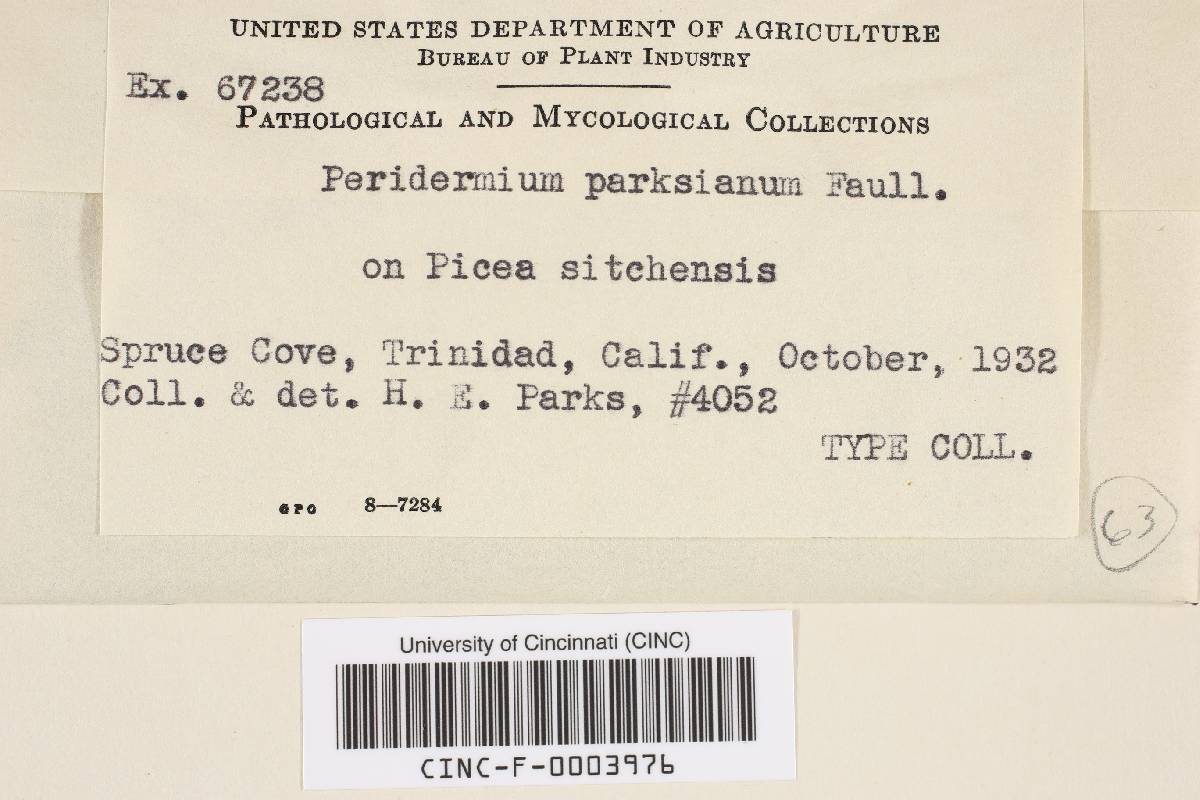 UNITED STATES DEPARTMENT OF AGRICULTURE
BUREAU OF PLANT INDUSTRY
Ex. 67238
PATHOLOGICAL AND MYCOLOGICAL COLLECTIONS
Peridermium parksianum Faull.
on Picea sitchensis
Spruce Cove, Trinidad, Calif., October, 1932
Coll. & det. H. E. Parks, #4052
TYPE COLL.
GPO 8—7284
63
University of Cincinnati (CINC)
CINC-F-0003976